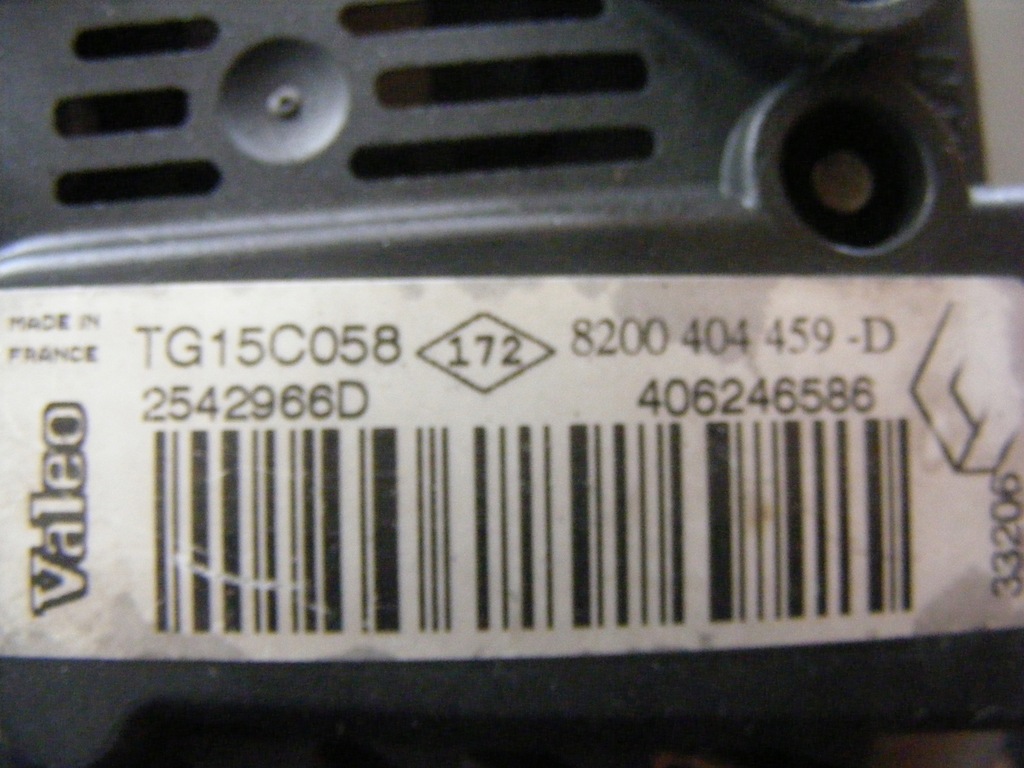 MADE IN
FRANCE
TG15C058
172
8200 404 459 -D
2542966D
406246586
Valeo
33206